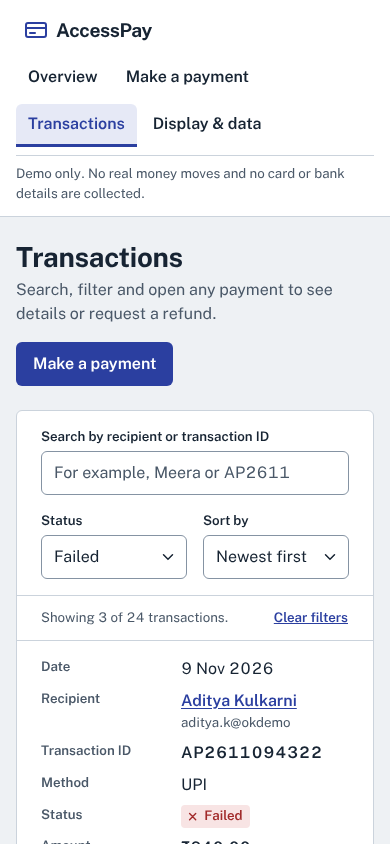 AccessPay
Overview
Make a payment
Transactions
Display & data
Demo only. No real money moves and no card or bank
details are collected.
Transactions
Search, filter and open any payment to see
details or request a refund.
Make a payment
Search by recipient or transaction ID
For example, Meera or AP2611
Status
Sort by
Failed
Newest first
Showing 3 of 24 transactions.
Clear filters
Date
9 Nov 2026
Recipient
Aditya Kulkarni
aditya.k@okdemo
Transaction ID
AP2611094322
Method
UPI
Status
Failed